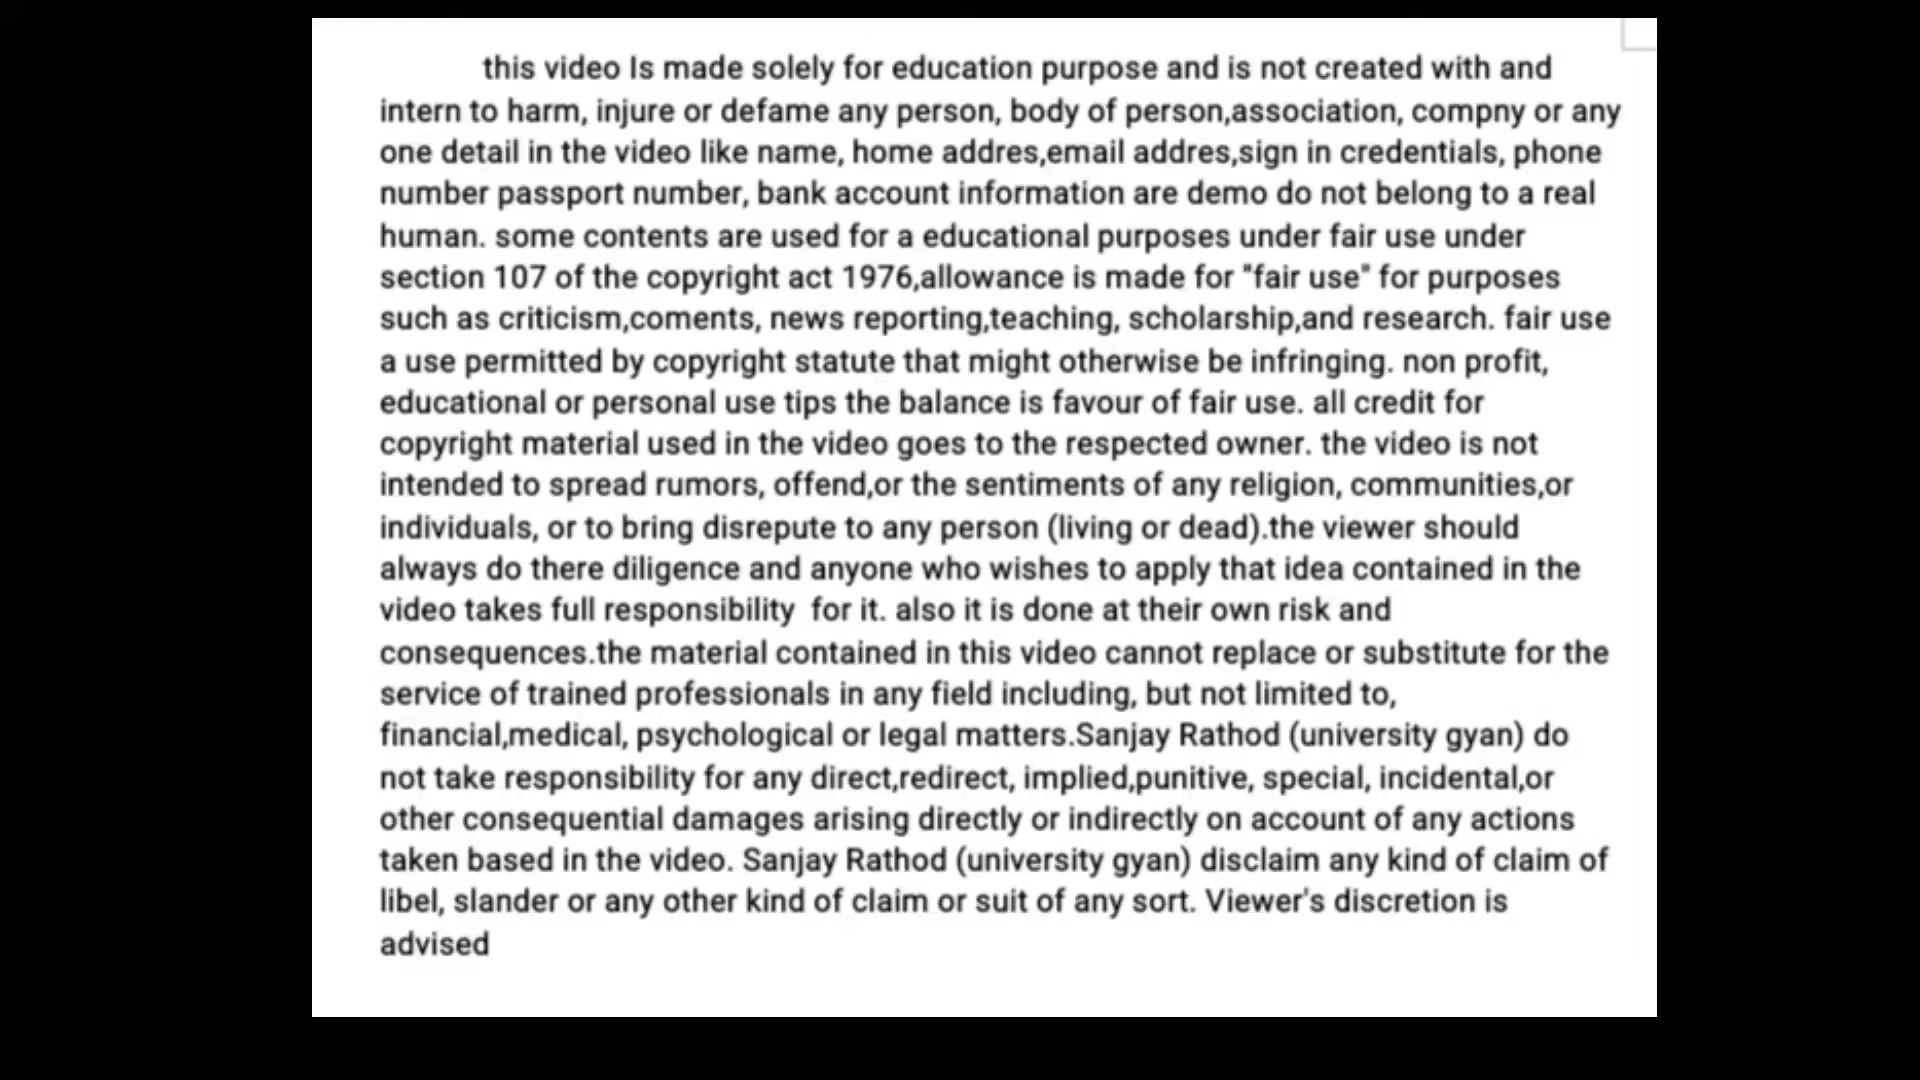 this video Is made solely for education purpose and is not created with and
intern to harm, injure or defame any person, body of person,association, compny or any
one detail in the video like name, home addres,email addres,sign in credentials, phone
number passport number, bank account information are demo do not belong to a real
human. some contents are used for a educational purposes under fair use under
section 107 of the copyright act 1976,allowance is made for "fair use" for purposes
such as criticism,coments, news reporting,teaching, scholarship,and research. fair use
a use permitted by copyright statute that might otherwise be infringing. non profit,
educational or personal use tips the balance is favour of fair use. all credit for
copyright material used in the video goes to the respected owner. the video is not
intended to spread rumors, offend,or the sentiments of any religion, communities,or
individuals, or to bring disrepute to any person (living or dead).the viewer should
always do there diligence and anyone who wishes to apply that idea contained in the
video takes full responsibility  for it. also it is done at their own risk and
consequences.the material contained in this video cannot replace or substitute for the
service of trained professionals in any field including, but not limited to,
financial,medical, psychological or legal matters.Sanjay Rathod (university gyan) do
not take responsibility for any direct,redirect, implied,punitive, special, incidental,or
other consequential damages arising directly or indirectly on account of any actions
taken based in the video. Sanjay Rathod (university gyan) disclaim any kind of claim of
libel, slander or any other kind of claim or suit of any sort. Viewer's discretion is
advised